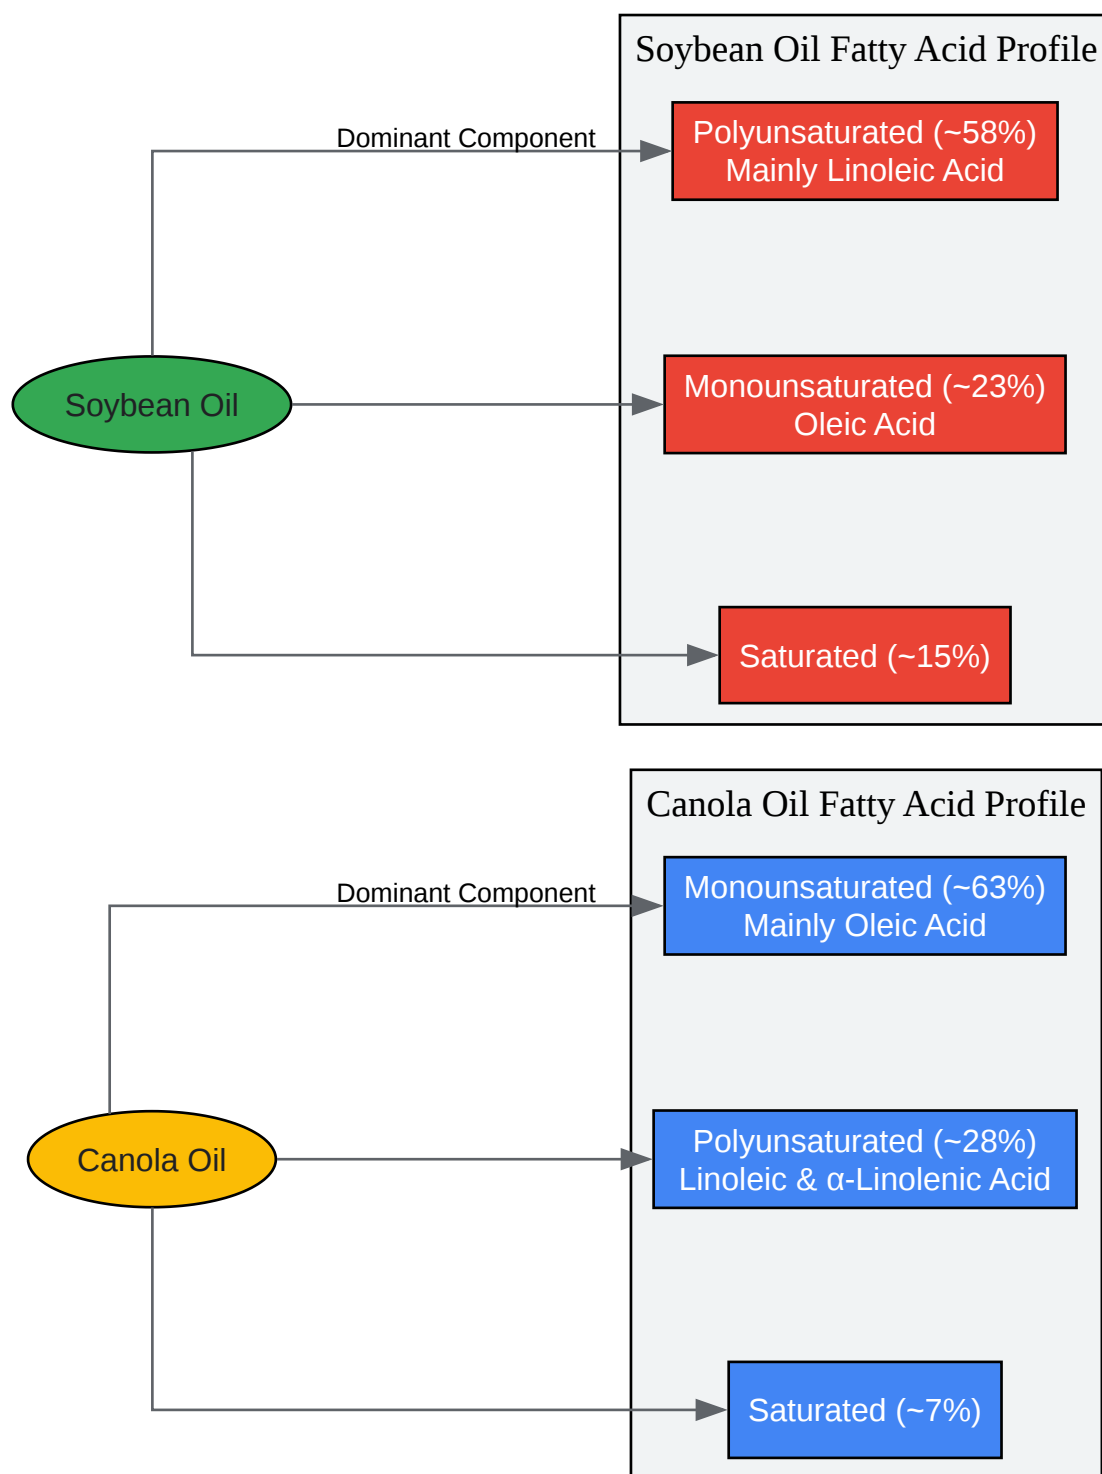 Soybean Oil Fatty Acid Profile
Dominant Component
Polyunsaturated (~58%)
Mainly Linoleic Acid
Soybean Oil
Monounsaturated (~23%)
Oleic Acid
Saturated (~15%)
Canola Oil Fatty Acid Profile
Dominant Component
Monounsaturated (~63%)
Mainly Oleic Acid
Canola Oil
Polyunsaturated (~28%)
Linoleic & α-Linolenic Acid
Saturated (~7%)